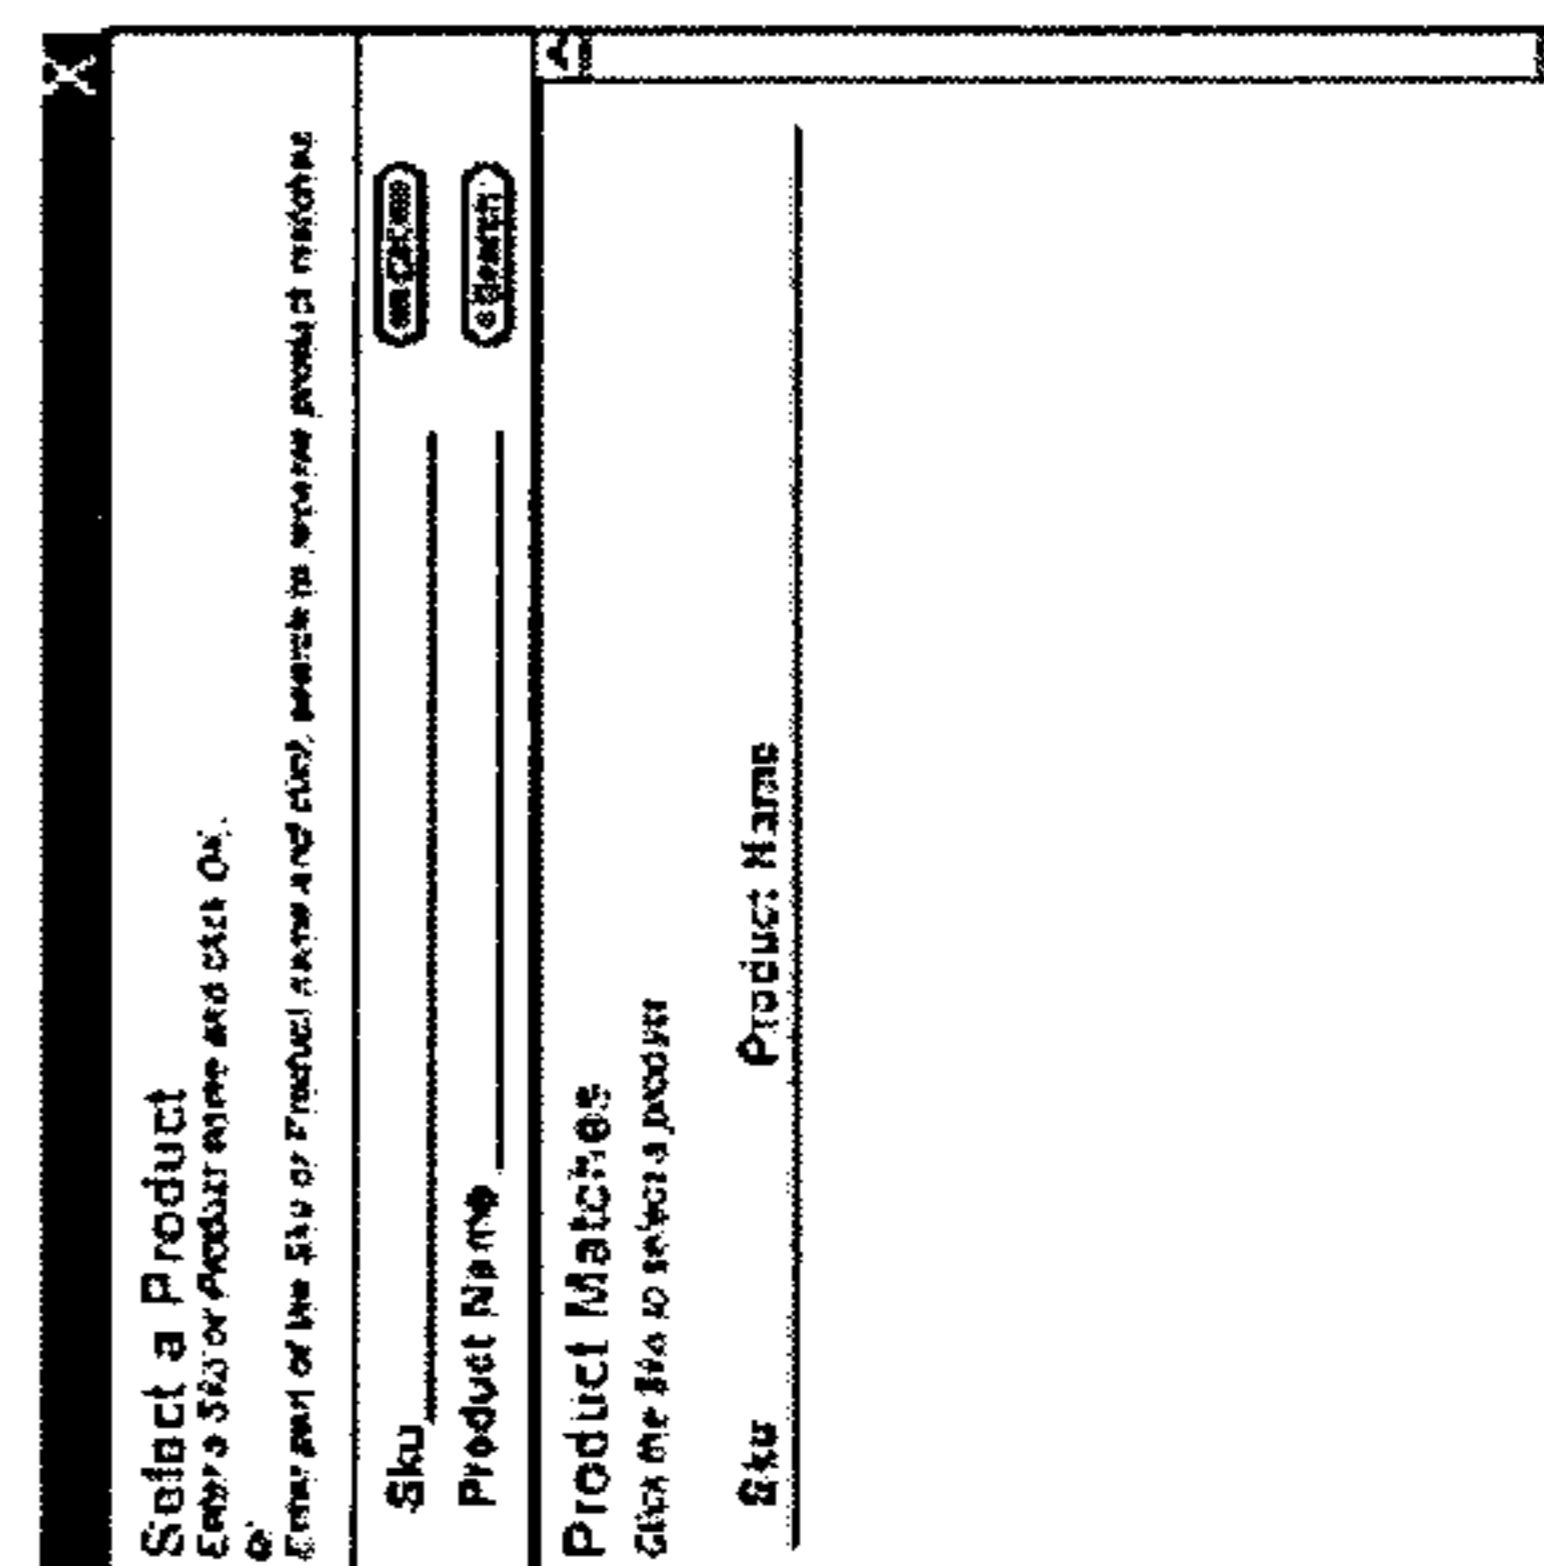 X
Select a Product
Enter a Sku or Product name and click OK.
Or
Enter part of the Sku or Product name and click search to receive product matches
Sku
Product Name
Search
Product Matches
Click the Sku to select a product
Sku Product Name